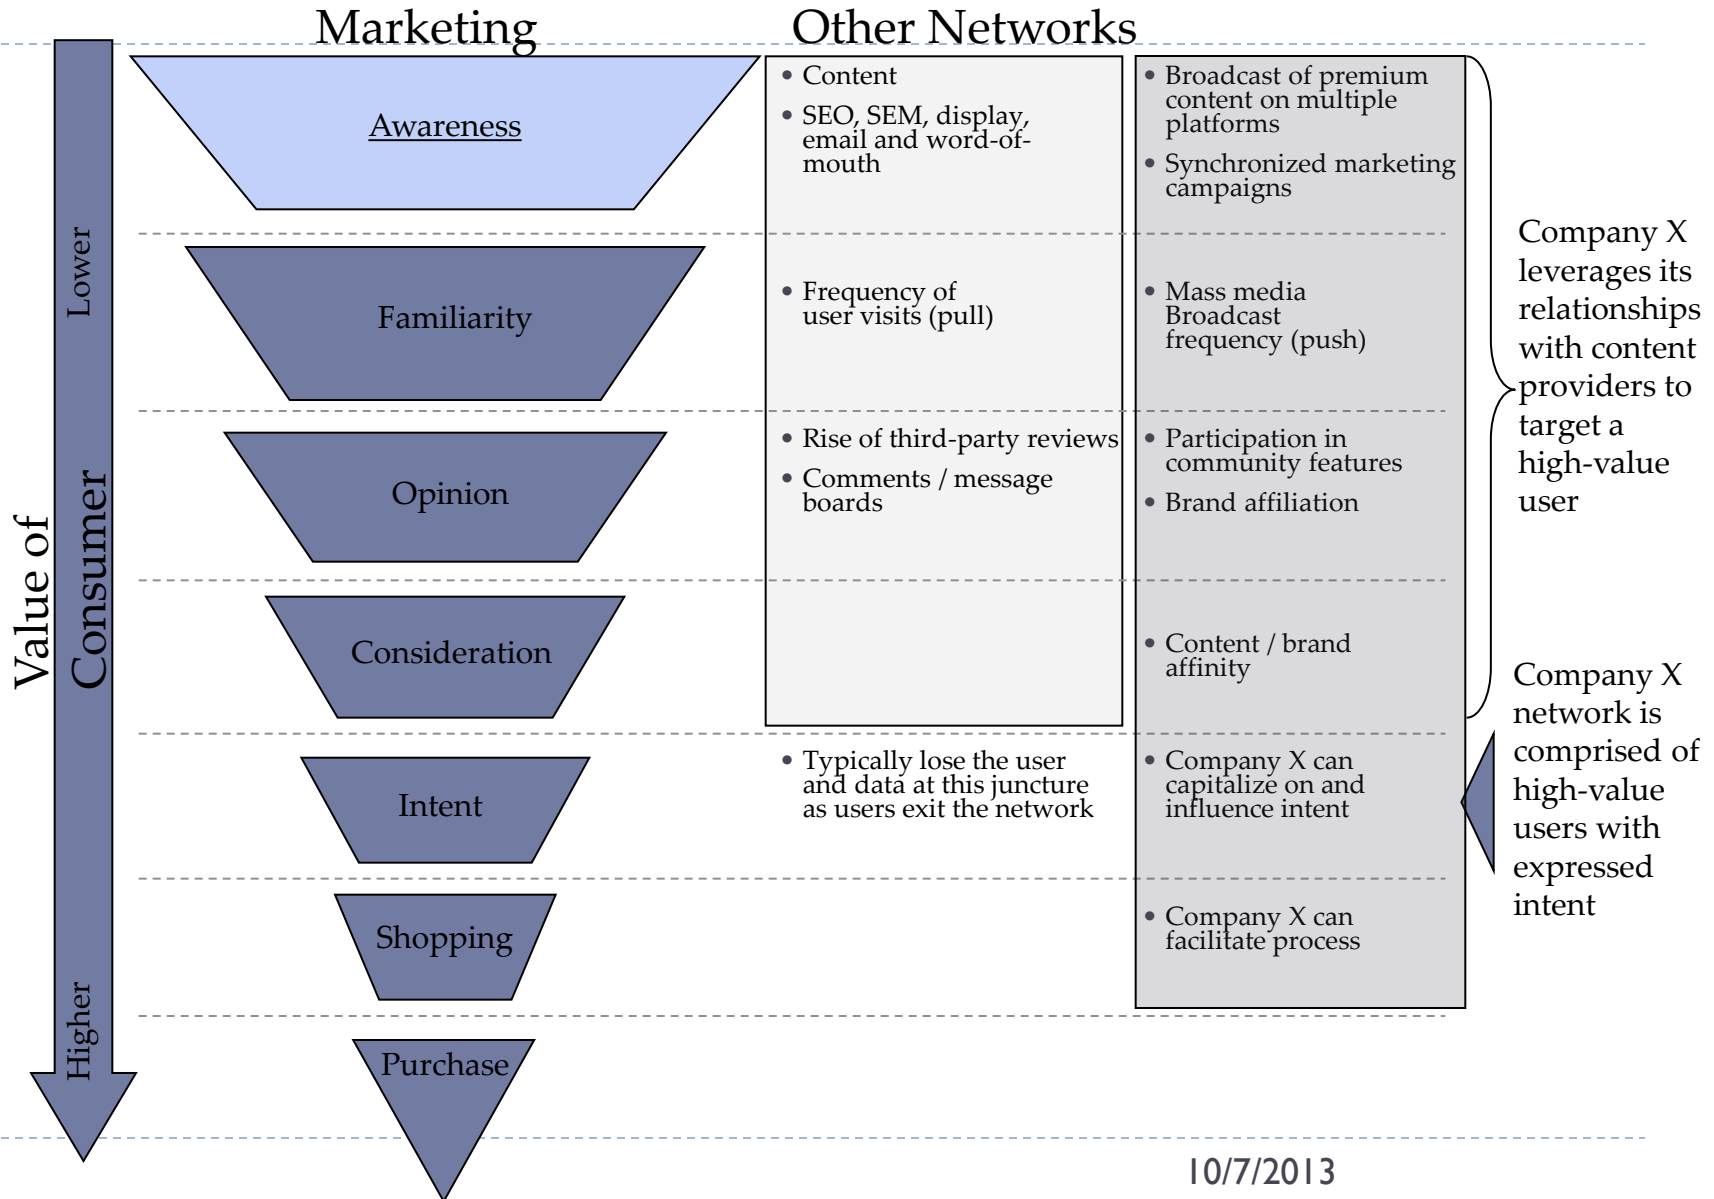 Marketing
Other Networks
Value of
Consumer
Lower
Higher
Awareness
• Content
• SEO, SEM, display,
email and word-of-
mouth
• Broadcast of premium
content on multiple
platforms
• Synchronized marketing
campaigns
Familiarity
• Frequency of
user visits (pull)
• Mass media
Broadcast
frequency (push)
Opinion
• Rise of third-party reviews
• Comments / message
boards
• Participation in
community features
• Brand affiliation
Consideration
• Content / brand
affinity
Intent
• Typically lose the user
and data at this juncture
as users exit the network
• Company X can
capitalize on and
influence intent
Shopping
• Company X can
facilitate process
Purchase
Company X
leverages its
relationships
with content
providers to
target a
high-value
user
Company X
network is
comprised of
high-value
users with
expressed
intent
10/7/2013